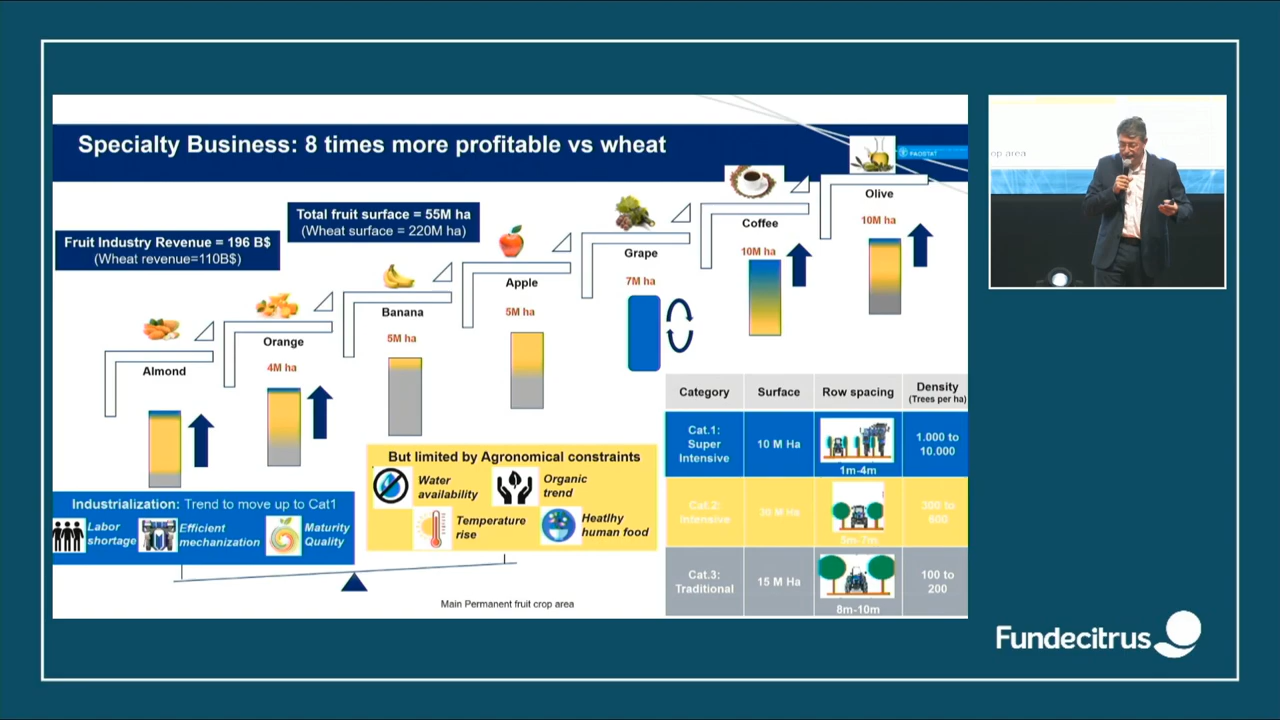 Specialty Business: 8 times more profitable vs wheat
FAOSTAT
Total fruit surface = 55M ha
(Wheat surface = 220M ha)
Fruit Industry Revenue = 196 B$
(Wheat revenue=110B$)
Almond
Orange
4M ha
Banana
5M ha
Apple
5M ha
Grape
7M ha
Coffee
10M ha
Olive
10M ha
Industrialization: Trend to move up to Cat1
Labor
shortage
Efficient
mechanization
Maturity
Quality
But limited by Agronomical constraints
Water
availability
Organic
trend
Temperature
rise
Heatlhy
human food
Main Permanent fruit crop area
Category
Surface
Row spacing
Density
(Trees per ha)
Cat.1:
Super
Intensive
10 M Ha
1m-4m
1.000 to
10.000
Cat.2:
Intensive
30 M Ha
5m-7m
300 to
600
Cat.3:
Traditional
15 M Ha
8m-10m
100 to
200
op area
Fundecitrus